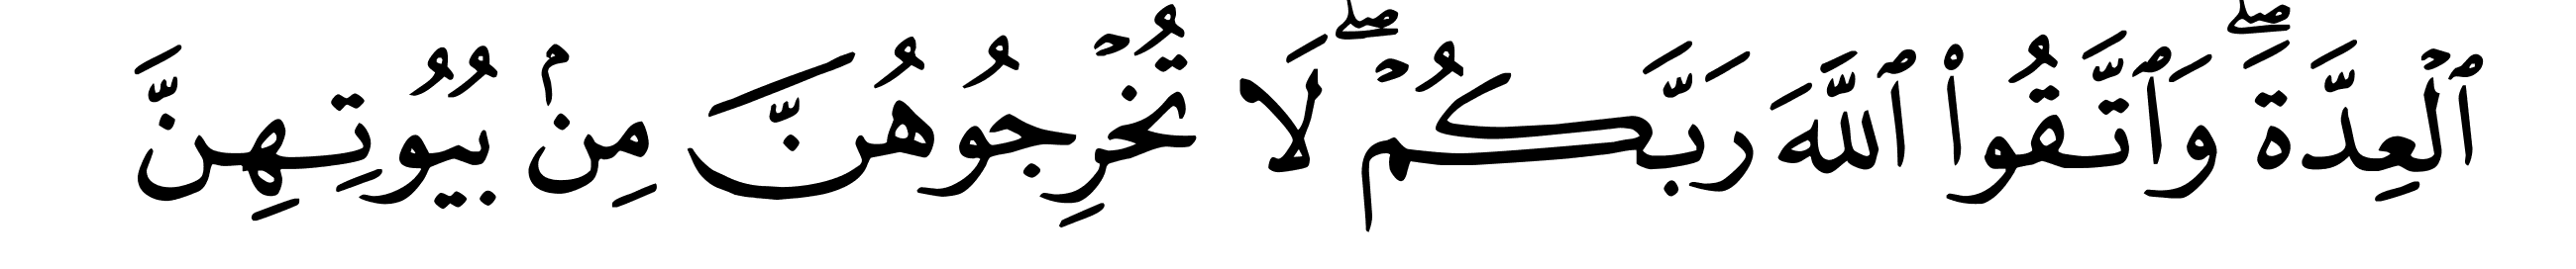 ٱلۡعِدَّةَۖ وَٱتَّقُواْ ٱللَّهَ رَبَّكُمۡۖ لَا تُخۡرِجُوهُنَّ مِنۢ بُيُوتِهِنَّ